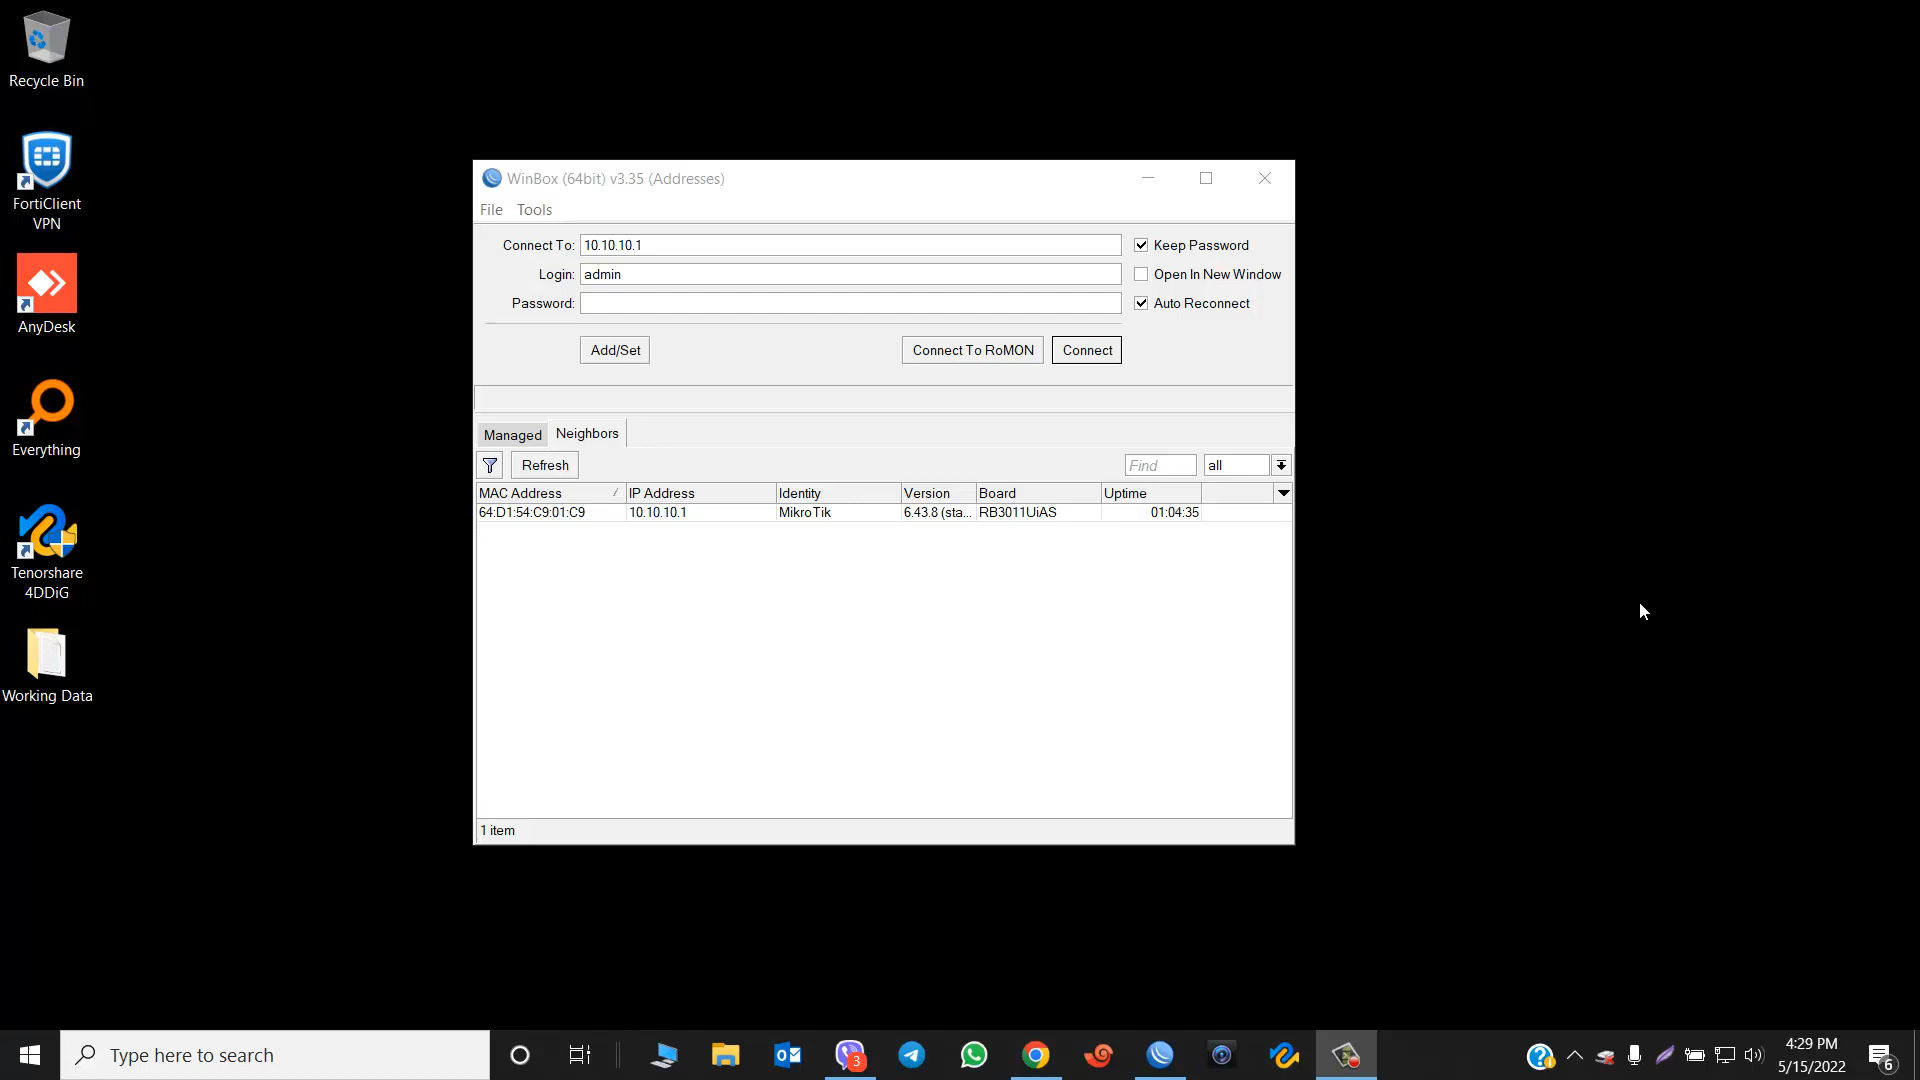 Recycle Bin
FortiClient
VPN
AnyDesk
Everything
Tenorshare
4DDiG
Working Data
WinBox (64bit) v3.35 (Addresses)
File Tools
Connect To: 10.10.10.1
Keep Password
Login: admin
Open In New Window
Password:
Auto Reconnect
Add/Set
Connect To RoMON
Connect
Managed Neighbors
Refresh
Find
all
MAC Address IP Address Identity Version Board Uptime
64:D1:54:C9:01:C9 10.10.10.1 MikroTik 6.43.8 (sta... RB3011UiAS 01:04:35
1 item
Type here to search
3
4:29 PM
5/15/2022
6